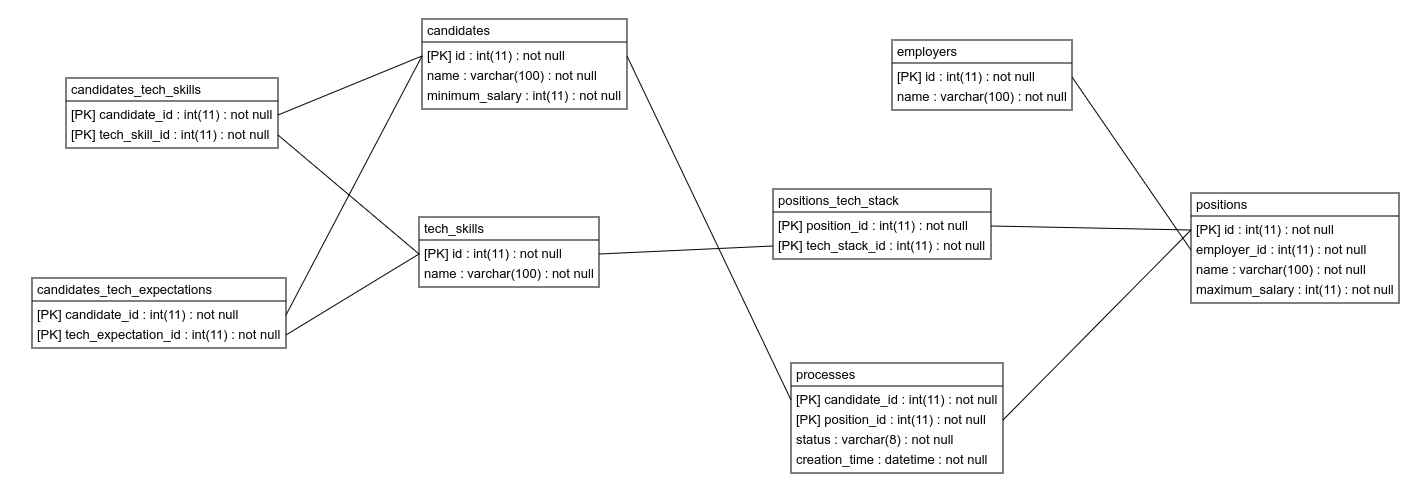 candidates
[PK] id : int(11) : not null
name : varchar(100) : not null
minimum_salary : int(11) : not null
employers
[PK] id : int(11) : not null
name : varchar(100) : not null
candidates_tech_skills
[PK] candidate_id : int(11) : not null
[PK] tech_skill_id : int(11) : not null
positions_tech_stack
[PK] position_id : int(11) : not null
[PK] tech_stack_id : int(11) : not null
positions
[PK] id : int(11) : not null
employer_id : int(11) : not null
name : varchar(100) : not null
maximum_salary : int(11) : not null
tech_skills
[PK] id : int(11) : not null
name : varchar(100) : not null
candidates_tech_expectations
[PK] candidate_id : int(11) : not null
[PK] tech_expectation_id : int(11) : not null
processes
[PK] candidate_id : int(11) : not null
[PK] position_id : int(11) : not null
status : varchar(8) : not null
creation_time : datetime : not null